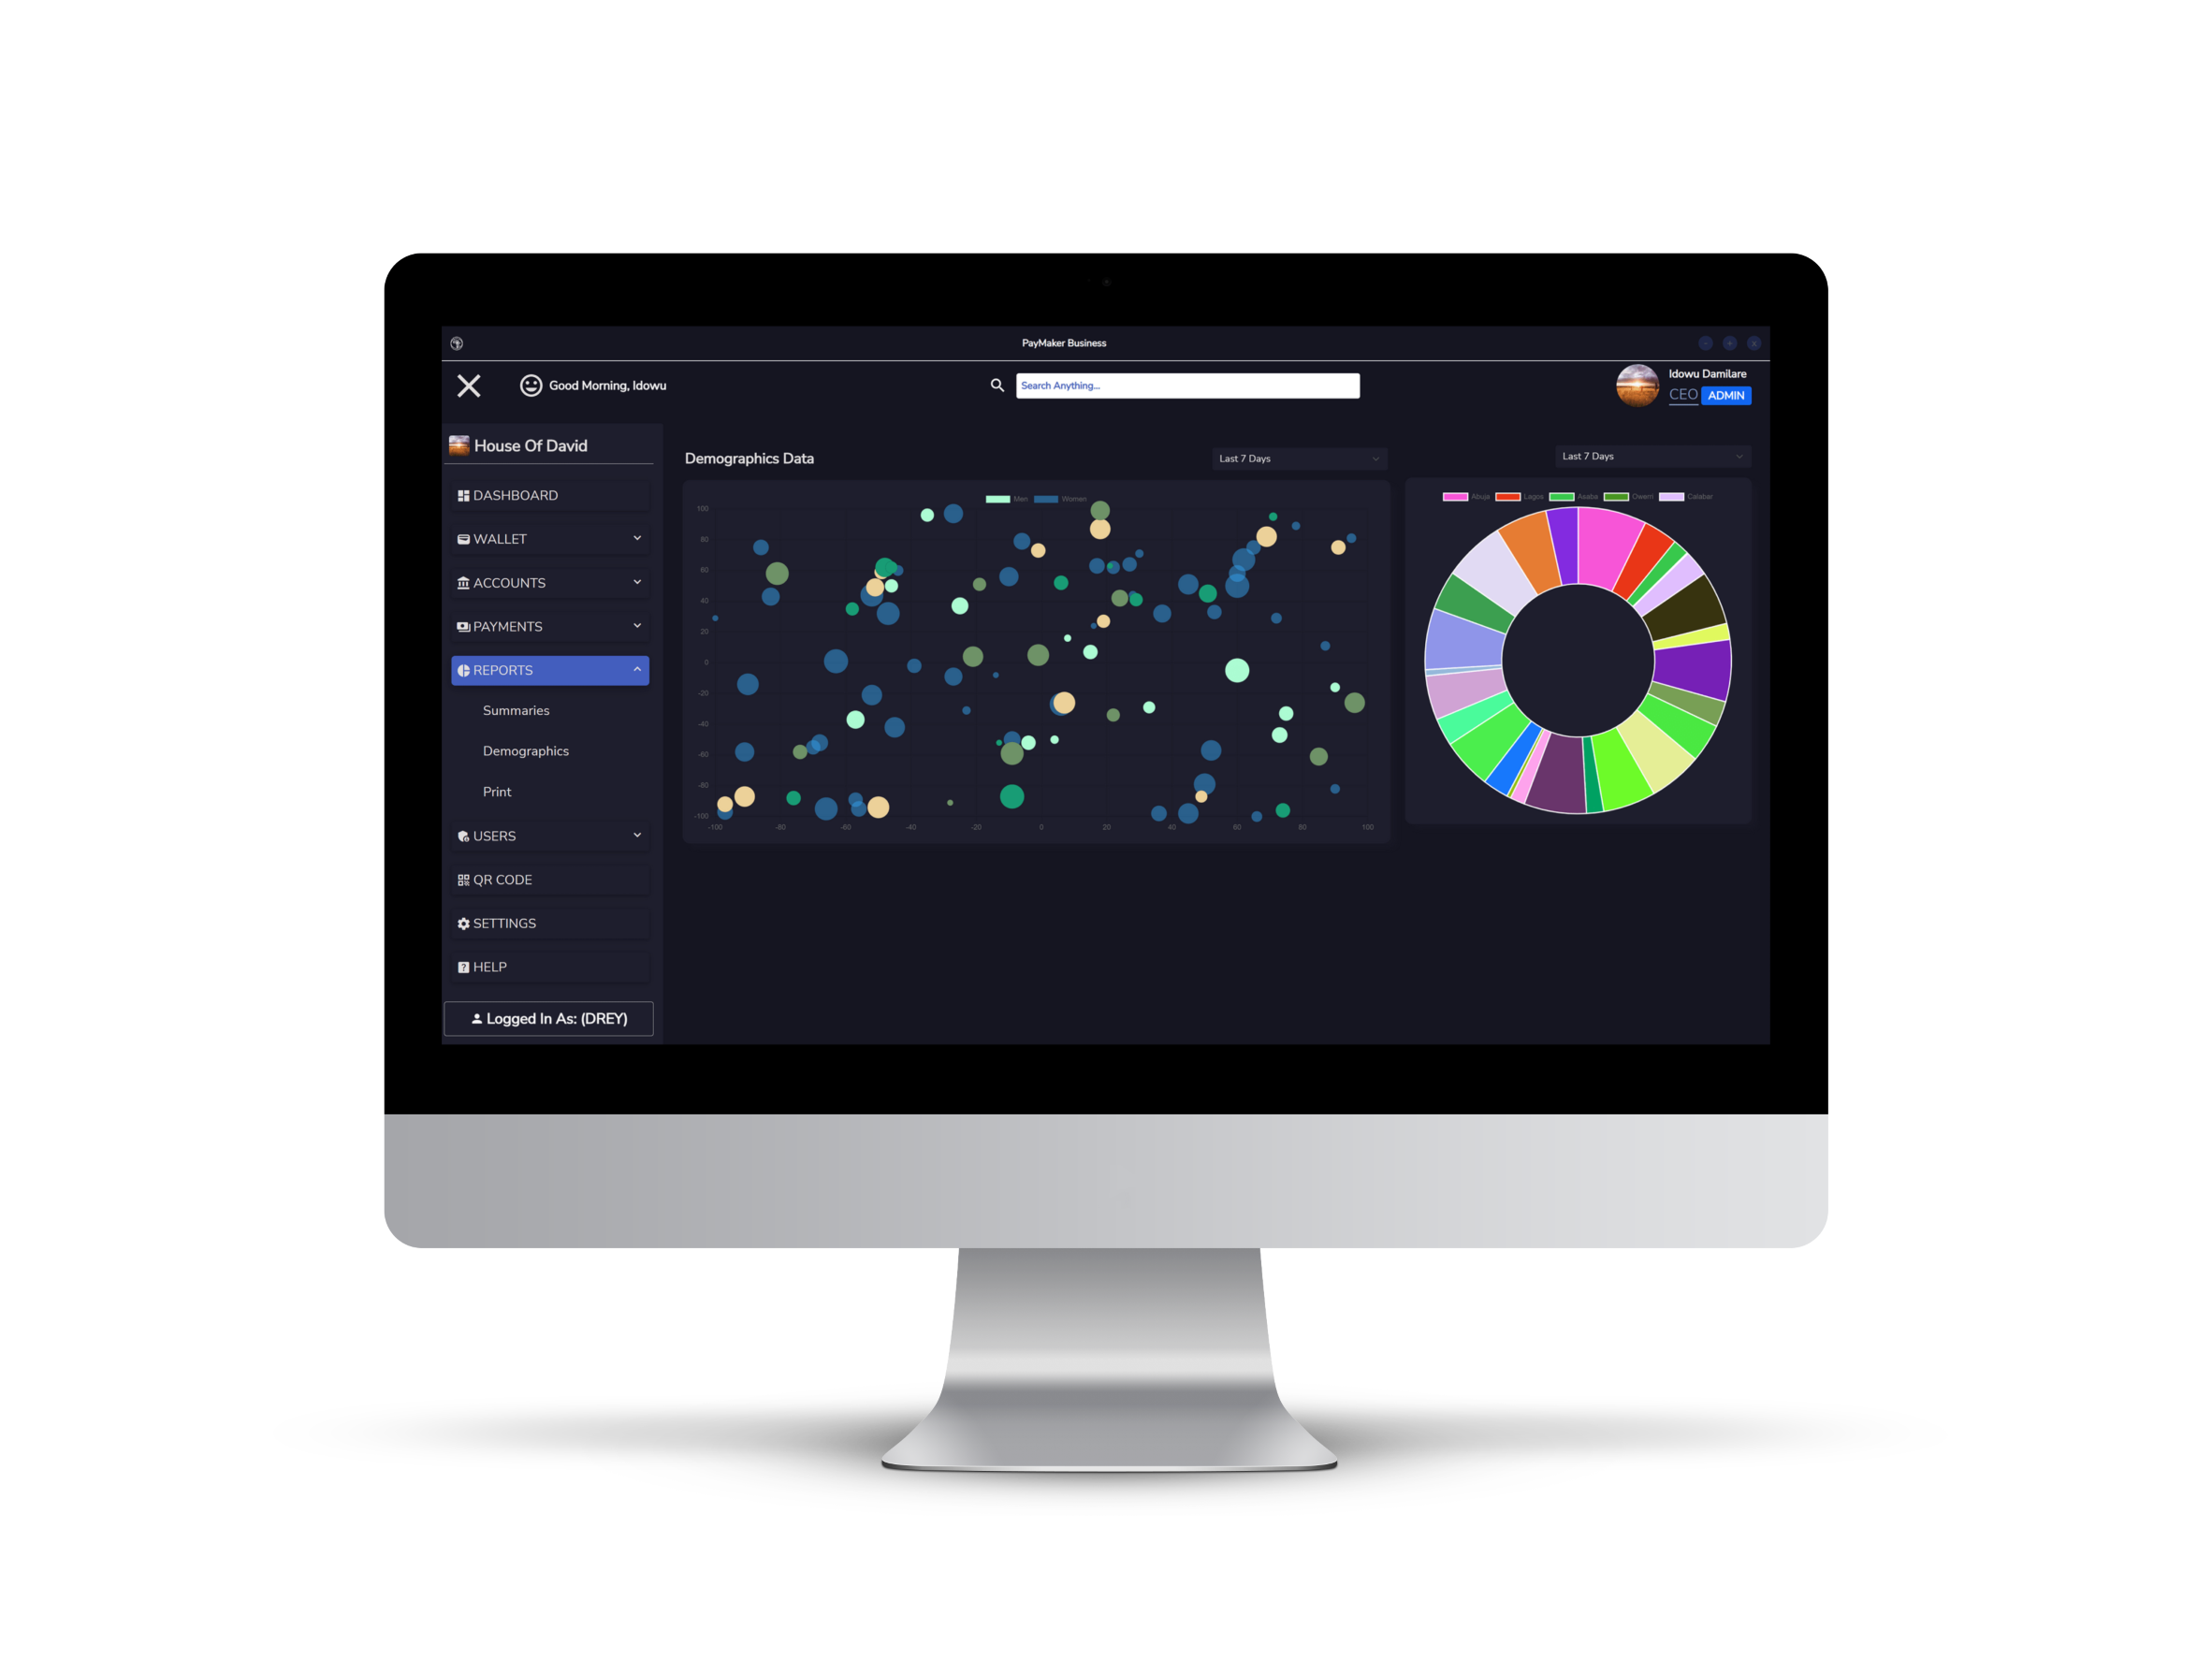 PayMaker Business
Good Morning, Idowu
Search Anything...
Idowu Damilare
CEO ADMIN
House Of David
DASHBOARD
WALLET
ACCOUNTS
PAYMENTS
REPORTS
Summaries
Demographics
Print
USERS
QR CODE
SETTINGS
HELP
Logged In As: (DREY)
Demographics Data
Last 7 Days
Men Women
100
80
60
40
20
0
-20
-40
-60
-80
-100
-100 -80 -60 -40 -20 0 20 40 60 80 100
Last 7 Days
Abuja Lagos Asaba Owerri Calabar